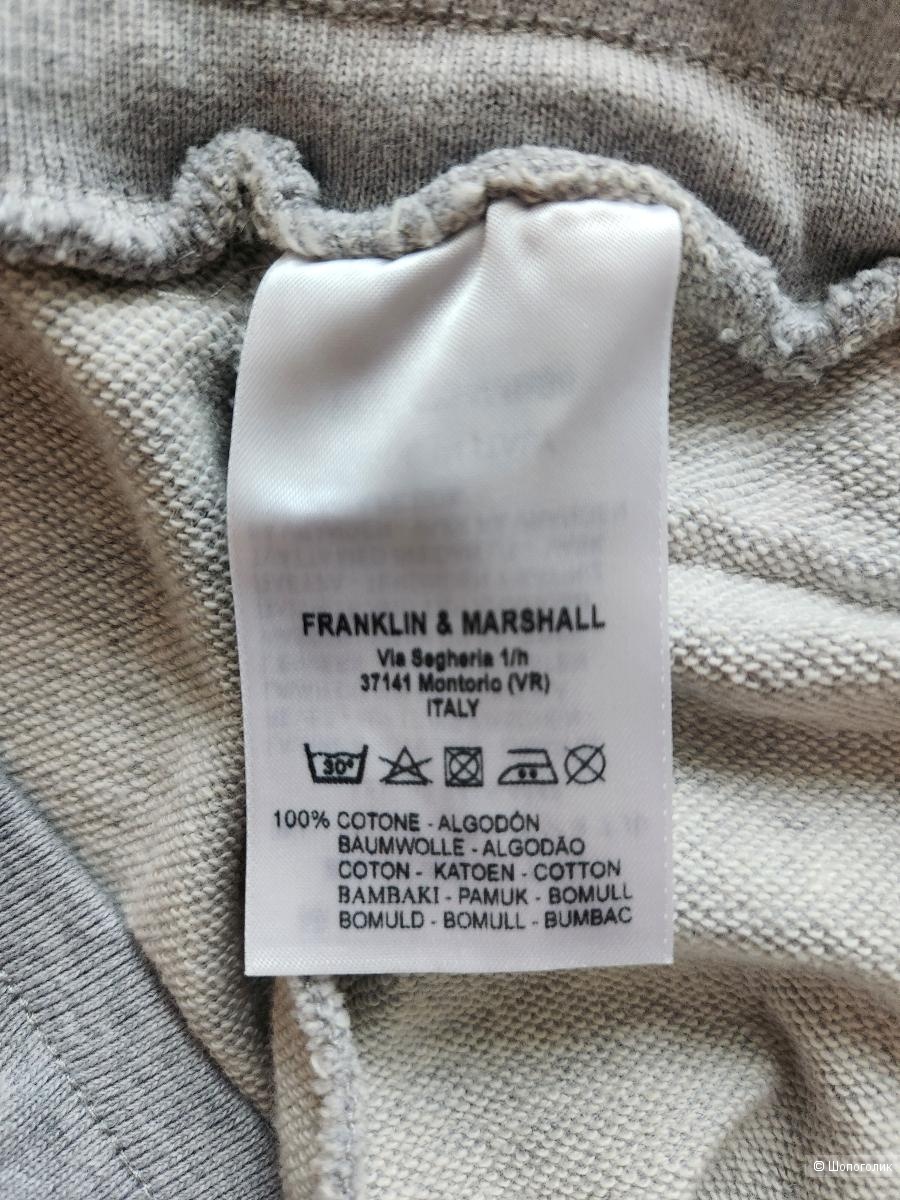 FRANKLIN & MARSHALL
Via Segheria 1/h
37141 Montorio (VR)
ITALY
30°
100% COTONE - ALGODÓN
BAUMWOLLE - ALGODÃO
COTON - KATOEN - COTTON
BAMBAKI - PAMUK - BOMULL
BOMULD - BOMULL - BUMBAC
© Шопоголик